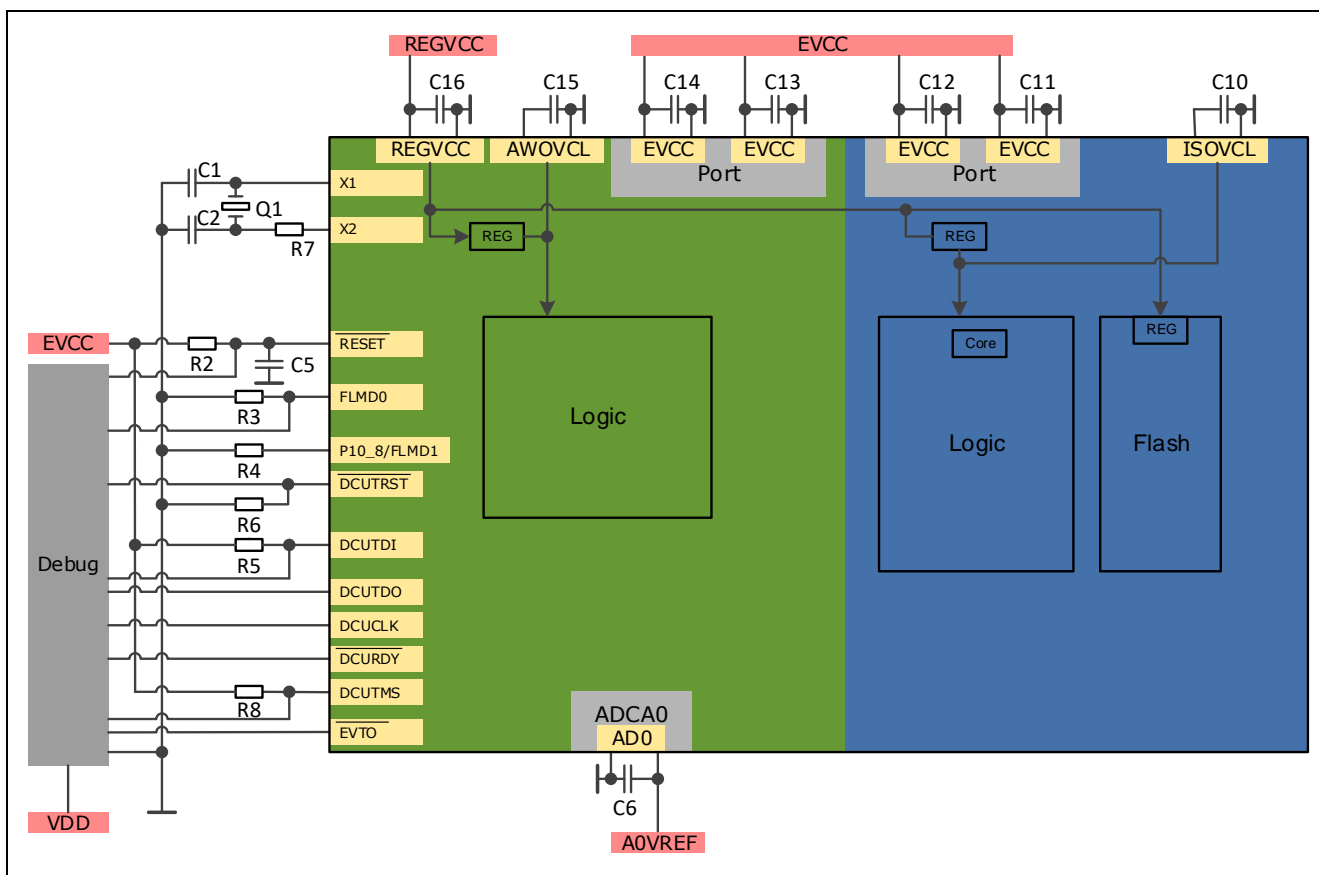 REGVCC
EVCC
C16
C15
C14
C13
C12
C11
C10
REGVCC
AWOVCL
EVCC
EVCC
EVCC
EVCC
ISOVCL
Port
Port
C1
X1
Q1
C2
R7
X2
REG
REG
EVCC
R2
C5
RESET
REG
Core
R3
FLMD0
Logic
Logic
Flash
R4
P10_8/FLMD1
DCUTRST
R6
Debug
R5
DCUTDI
DCUTDO
DCUCLK
DCURDY
R8
DCUTMS
EVTO
ADCA0
AD0
C6
VDD
A0VREF